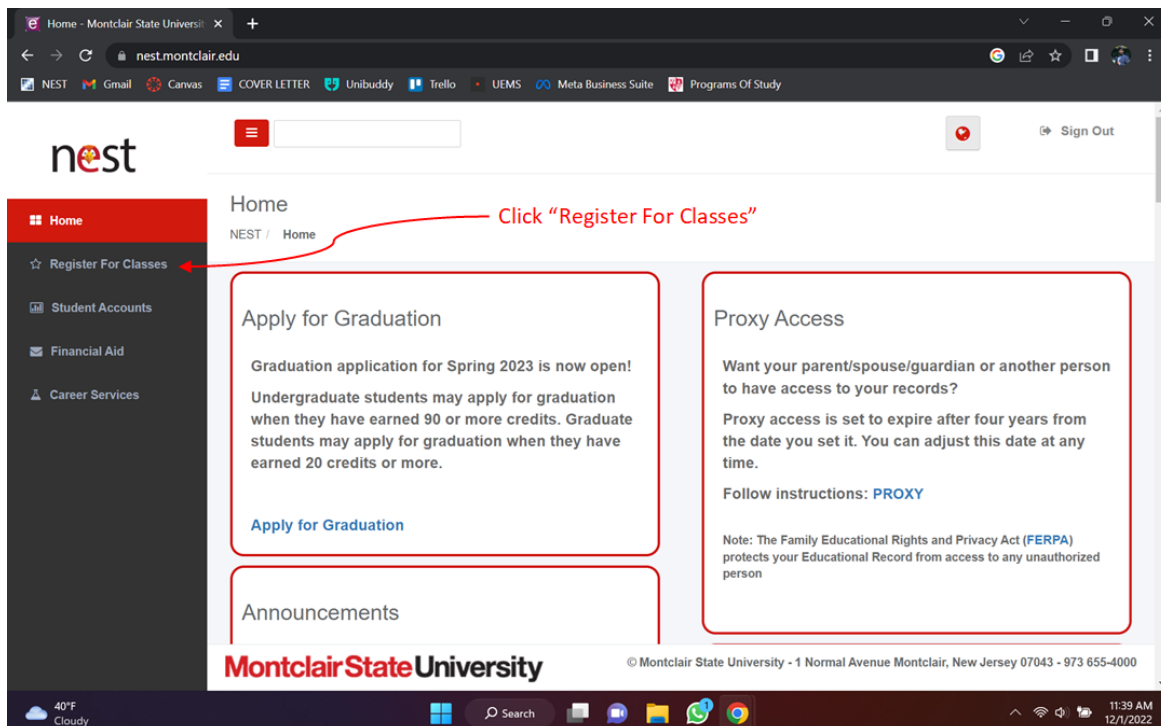 Home - Montclair State Universit
nest.montclair.edu
NEST Gmail Canvas COVER LETTER Unibuddy Trello UEMS Meta Business Suite Programs Of Study
nest
Sign Out
Home
Register For Classes
Student Accounts
Financial Aid
Career Services
Home
NEST / Home
Click “Register For Classes”
Apply for Graduation
Graduation application for Spring 2023 is now open!
Undergraduate students may apply for graduation
when they have earned 90 or more credits. Graduate
students may apply for graduation when they have
earned 20 credits or more.
Apply for Graduation
Proxy Access
Want your parent/spouse/guardian or another person
to have access to your records?
Proxy access is set to expire after four years from
the date you set it. You can adjust this date at any
time.
Follow instructions: PROXY
Note: The Family Educational Rights and Privacy Act (FERPA)
protects your Educational Record from access to any unauthorized
person
Announcements
Montclair State University
© Montclair State University - 1 Normal Avenue Montclair, New Jersey 07043 - 973 655-4000
40°F
Cloudy
Search
11:39 AM
12/1/2022